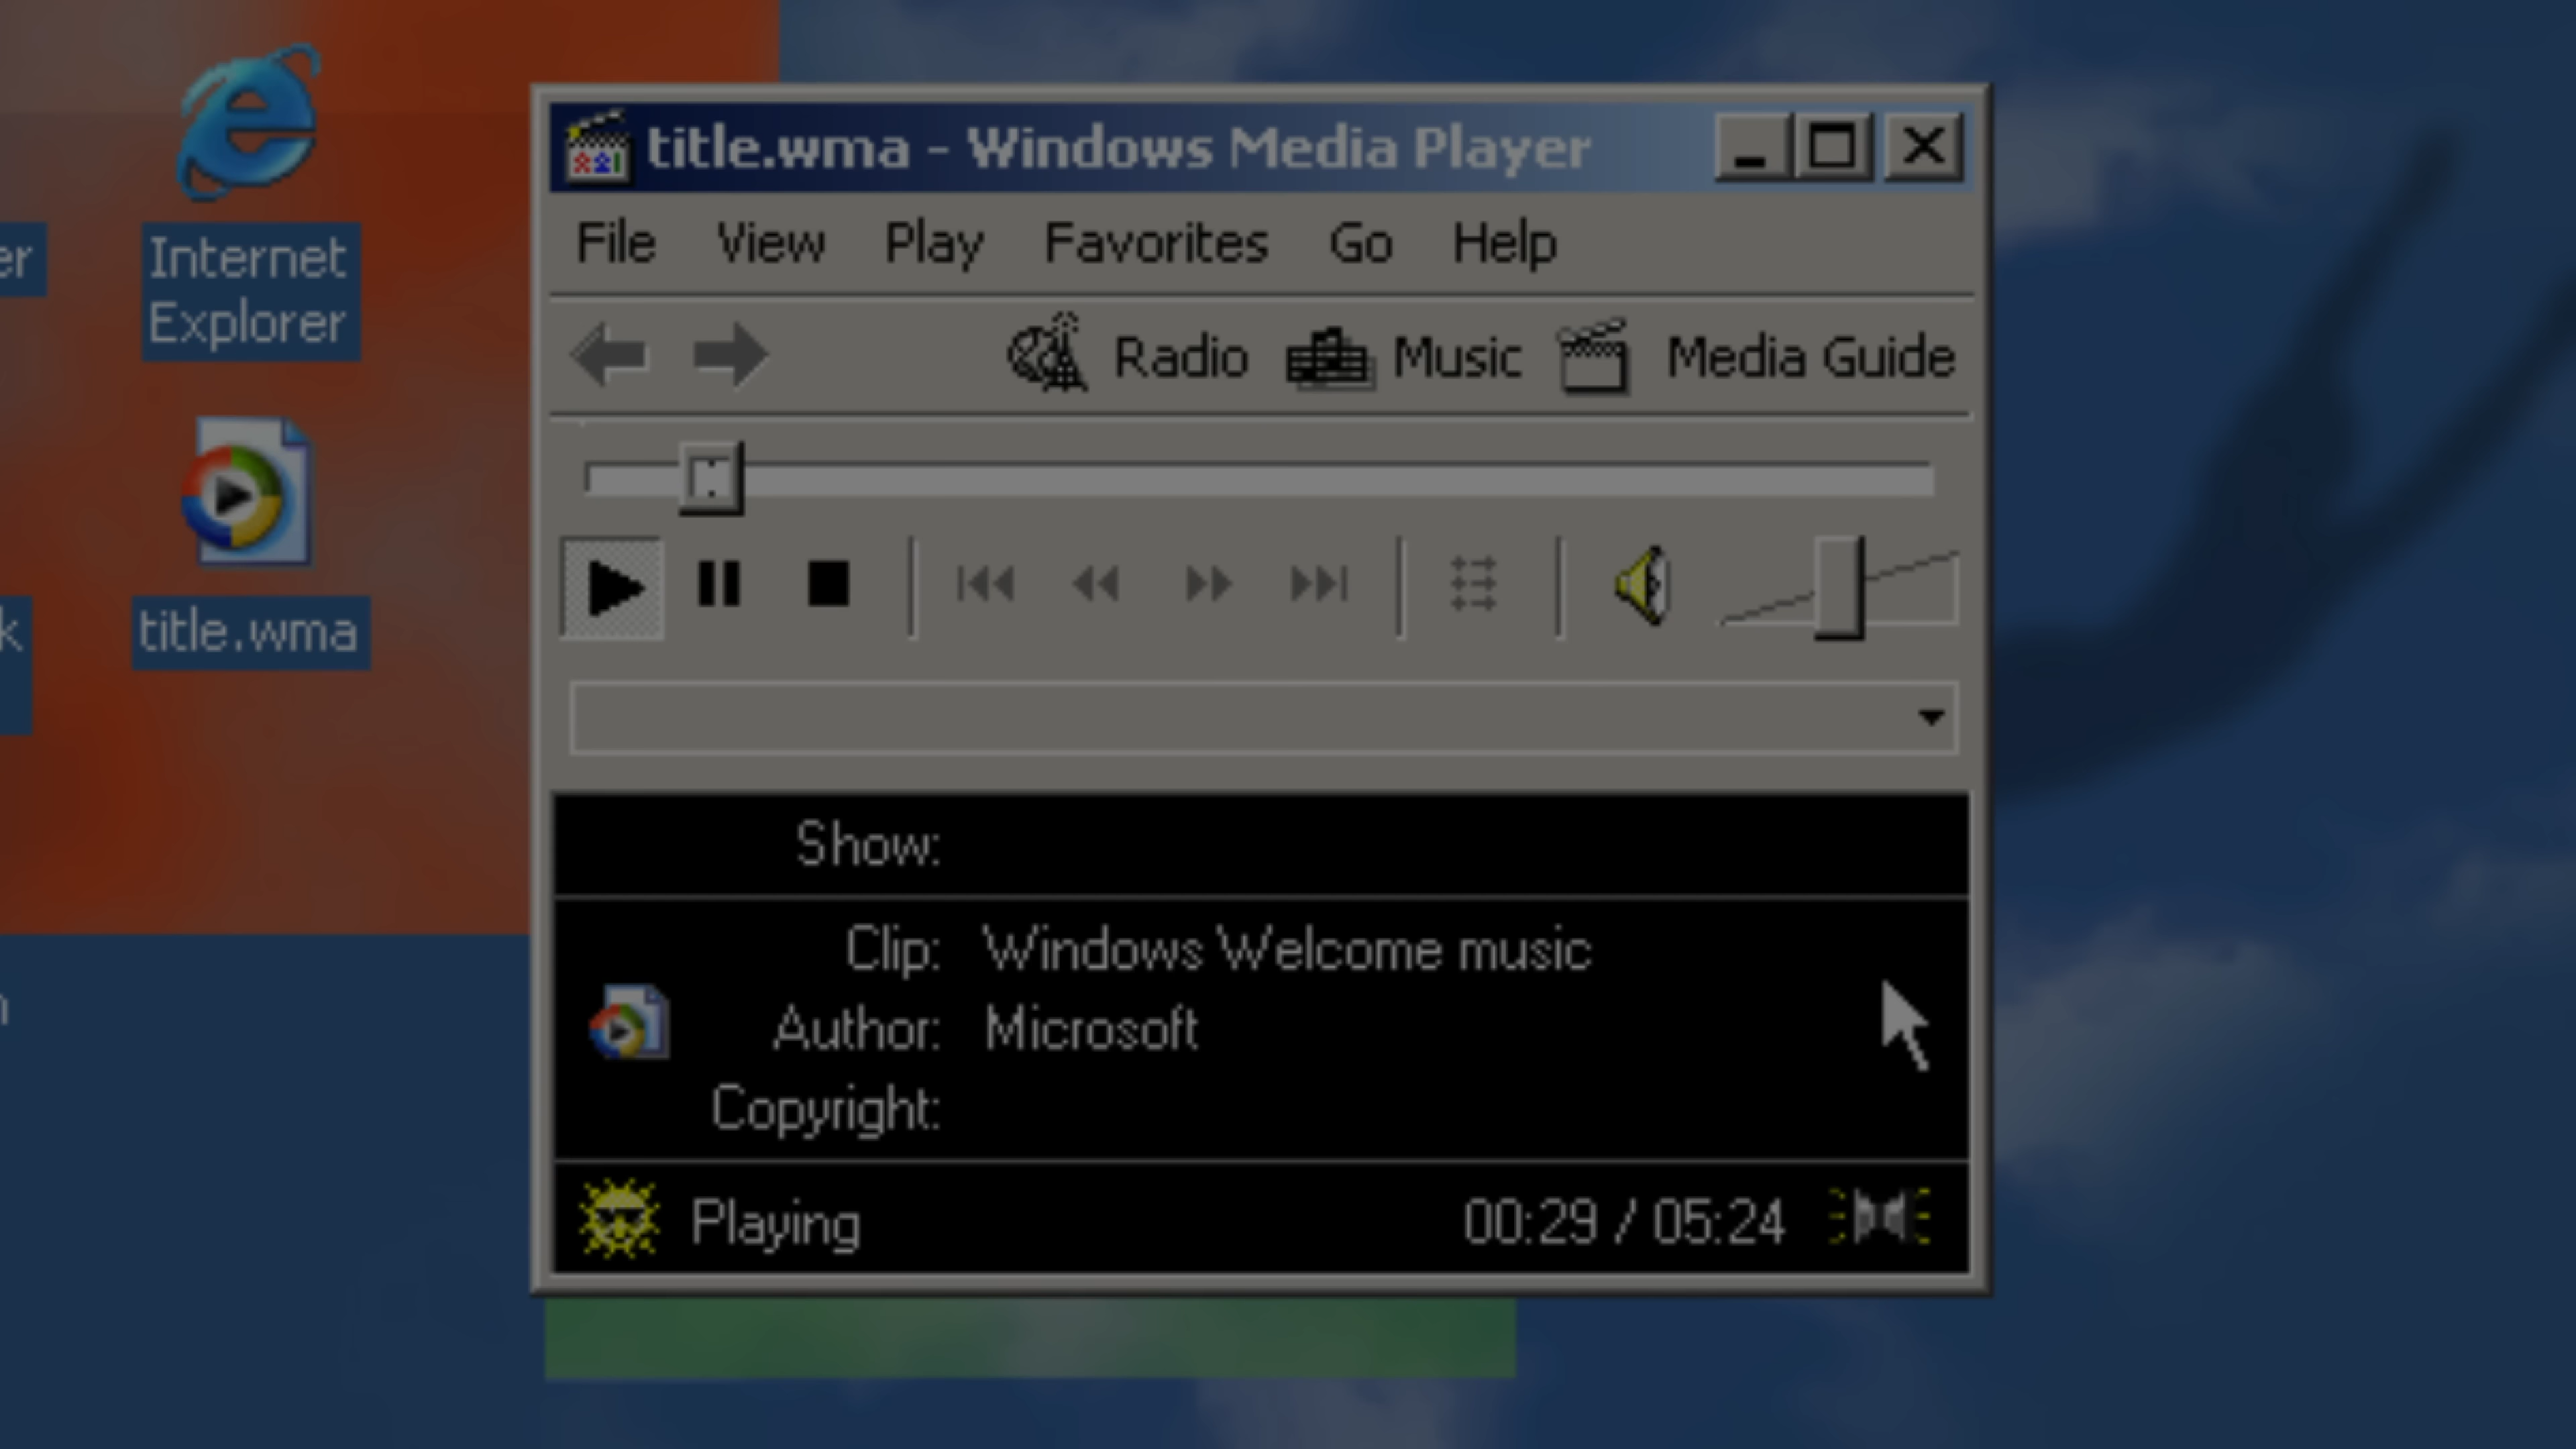 title.wma - Windows Media Player
File View Play Favorites Go Help
Radio Music Media Guide
er
Internet
Explorer
k
title.wma
Show:
Clip: Windows Welcome music
Author: Microsoft
Copyright:
Playing 00:29 / 05:24